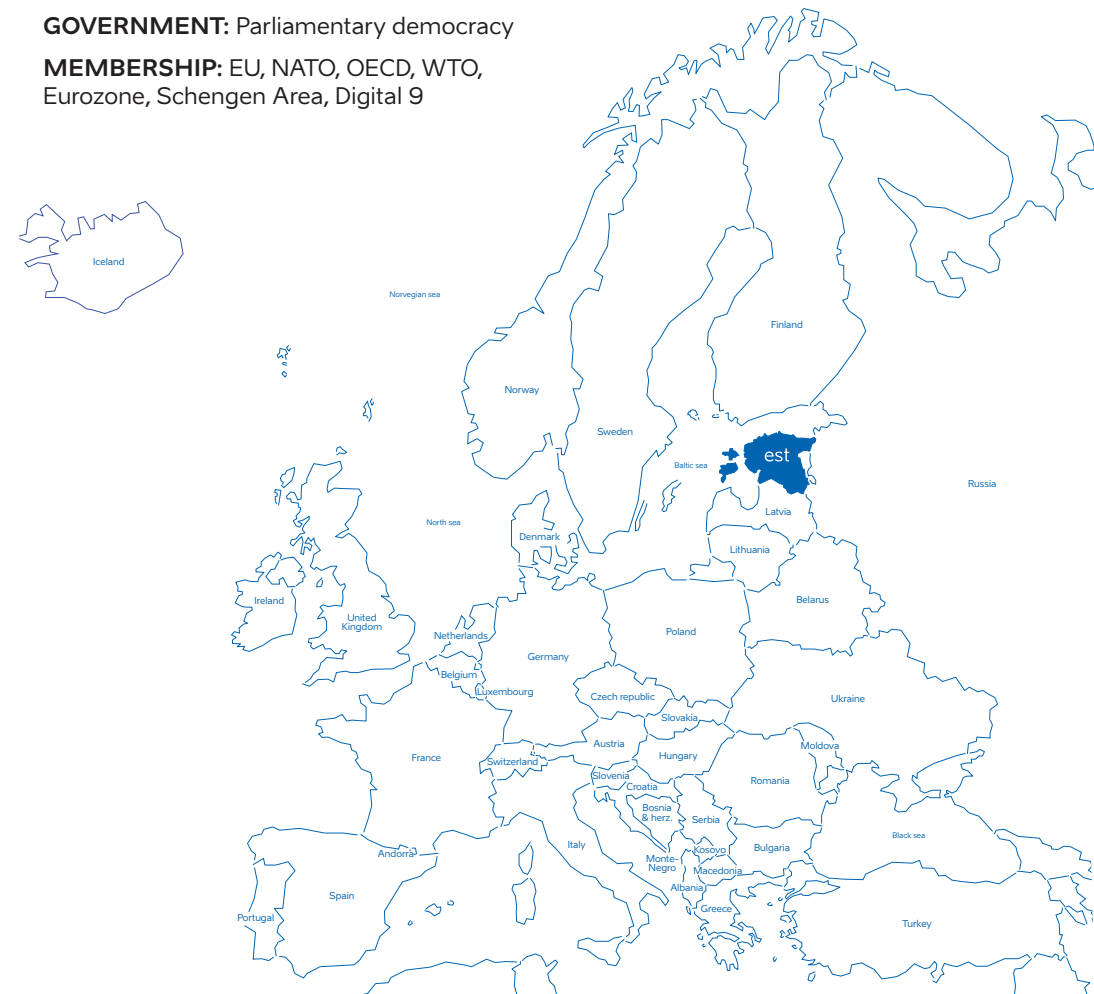 GOVERNMENT: Parliamentary democracy
MEMBERSHIP: EU, NATO, OECD, WTO,
Eurozone, Schengen Area, Digital 9
Iceland
Norwegian sea
Finland
Norway
Sweden
est
Baltic sea
Russia
Latvia
North sea
Denmark
Lithuania
Ireland
Belarus
United
Kingdom
Netherlands
Poland
Germany
Belgium
Luxembourg
Czech republic
Ukraine
Slovakia
Austria
Moldova
France
Switzerland
Hungary
Slovenia
Croatia
Romania
Bosnia
& herz.
Serbia
Black sea
Italy
Kosovo
Bulgaria
Andorra
Monte-
Negro
Macedonia
Albania
Spain
Greece
Portugal
Turkey